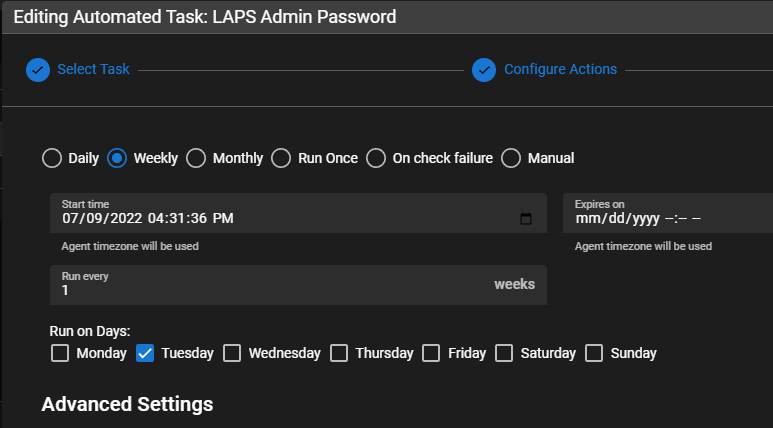 Editing Automated Task: LAPS Admin Password
Select Task Configure Actions
Daily Weekly Monthly Run Once On check failure Manual
Start time Expires on
07/09/2022 04:31:36 PM mm/dd/yyyy --:-- --
Agent timezone will be used Agent timezone will be used
Run every
1 weeks
Run on Days:
Monday Tuesday Wednesday Thursday Friday Saturday Sunday
Advanced Settings